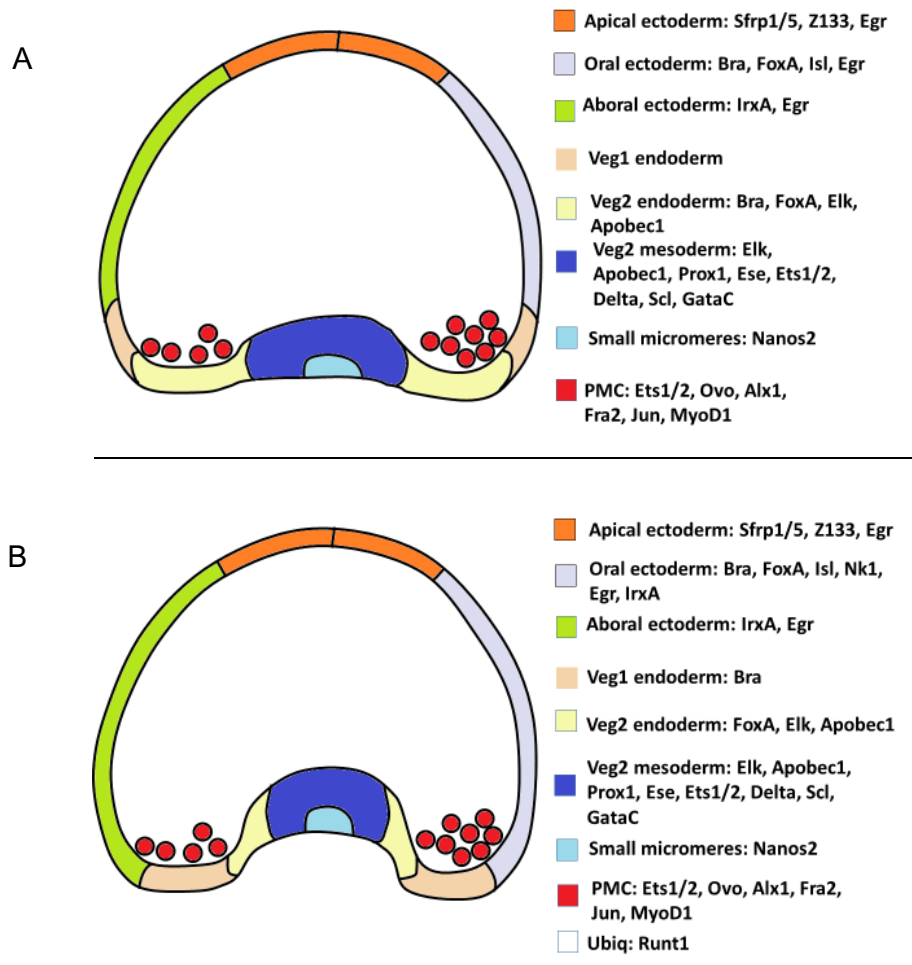 A
Apical ectoderm: Sfrp1/5, Z133, Egr
Oral ectoderm: Bra, FoxA, Isl, Egr
Aboral ectoderm: IrxA, Egr
Veg1 endoderm
Veg2 endoderm: Bra, FoxA, Elk,
Apobec1
Veg2 mesoderm: Elk,
Apobec1, Prox1, Ese, Ets1/2,
Delta, Scl, GataC
Small micromeres: Nanos2
PMC: Ets1/2, Ovo, Alx1,
Fra2, Jun, MyoD1
B
Apical ectoderm: Sfrp1/5, Z133, Egr
Oral ectoderm: Bra, FoxA, Isl, Nk1,
Egr, IrxA
Aboral ectoderm: IrxA, Egr
Veg1 endoderm: Bra
Veg2 endoderm: FoxA, Elk, Apobec1
Veg2 mesoderm: Elk, Apobec1,
Prox1, Ese, Ets1/2, Delta, Scl,
GataC
Small micromeres: Nanos2
PMC: Ets1/2, Ovo, Alx1, Fra2,
Jun, MyoD1
Ubiq: Runt1